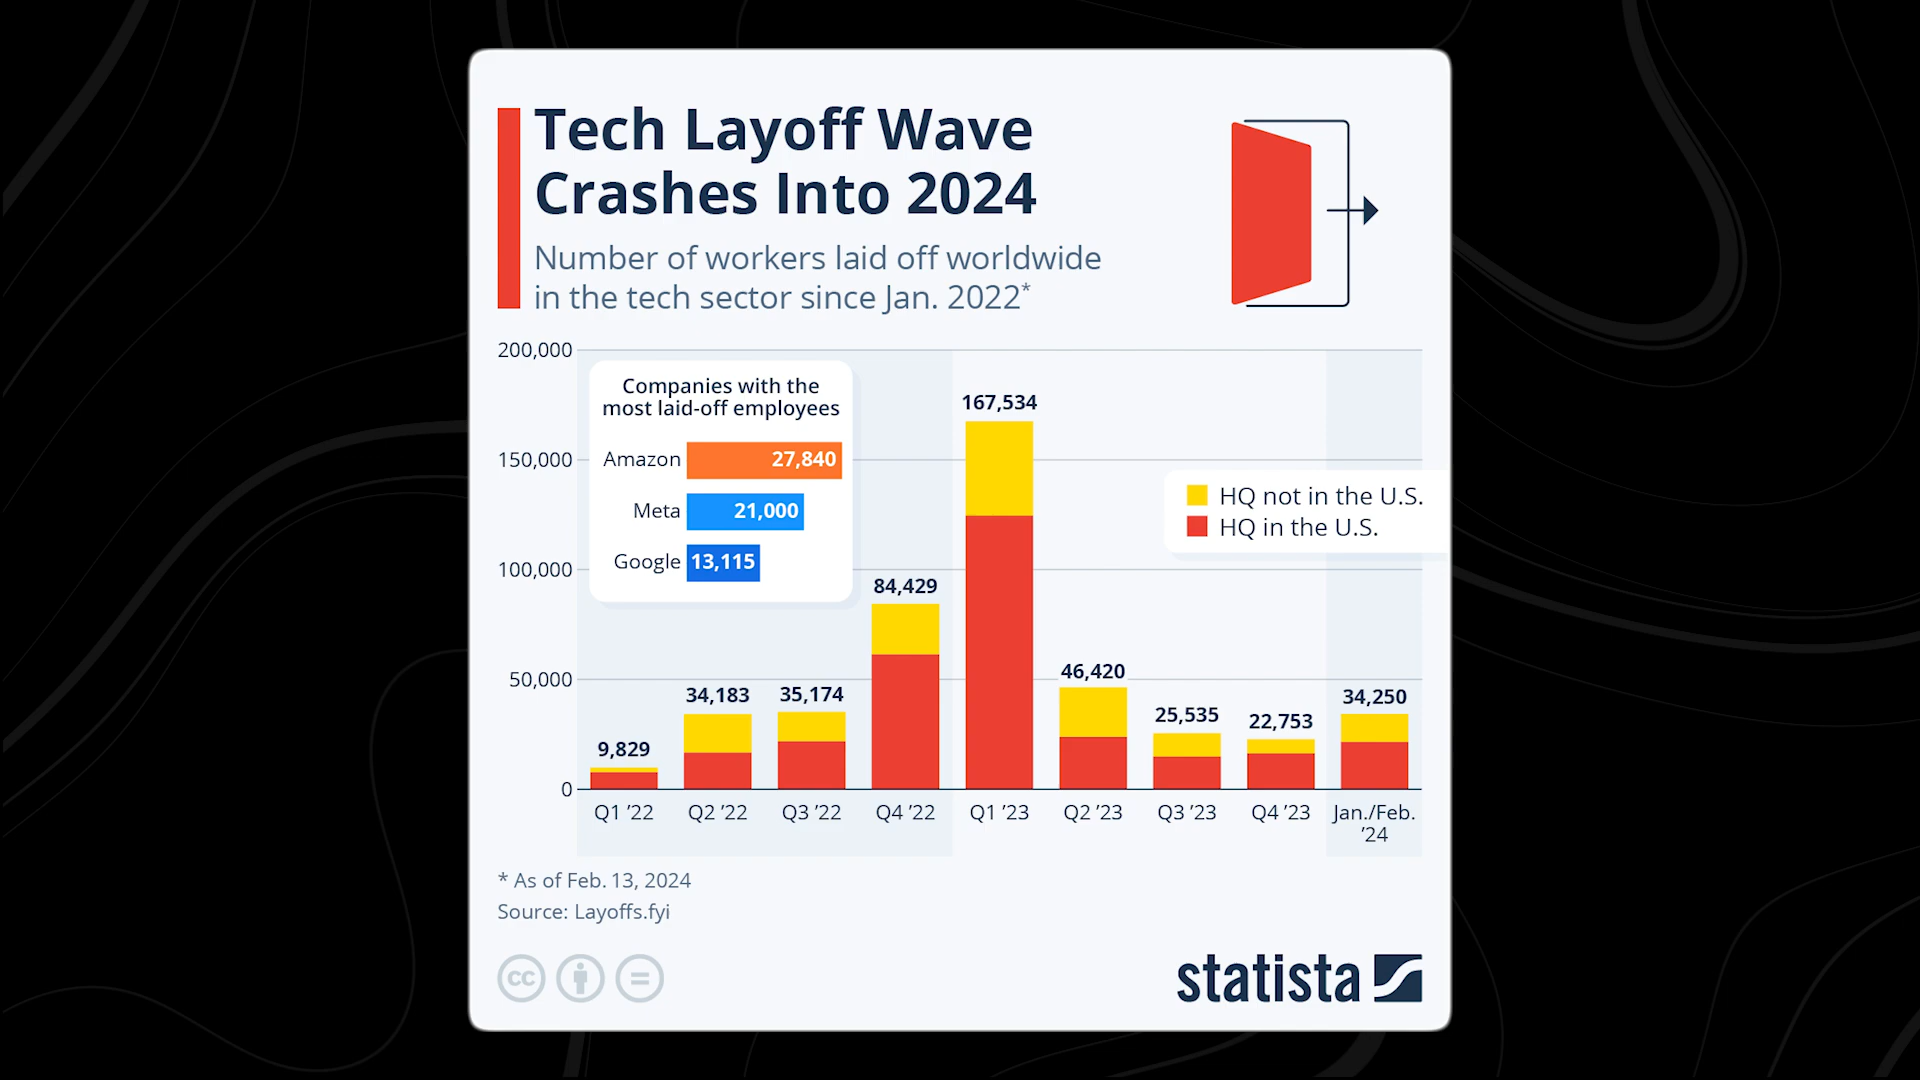 Tech Layoff Wave
Crashes Into 2024
Number of workers laid off worldwide
in the tech sector since Jan. 2022*
200,000
150,000
100,000
50,000
0
Companies with the
most laid-off employees
Amazon 27,840
Meta 21,000
Google 13,115
HQ not in the U.S.
HQ in the U.S.
9,829
34,183
35,174
84,429
167,534
46,420
25,535
22,753
34,250
Q1 ’22
Q2 ’22
Q3 ’22
Q4 ’22
Q1 ’23
Q2 ’23
Q3 ’23
Q4 ’23
Jan./Feb.
’24
* As of Feb. 13, 2024
Source: Layoffs.fyi
cc
statista